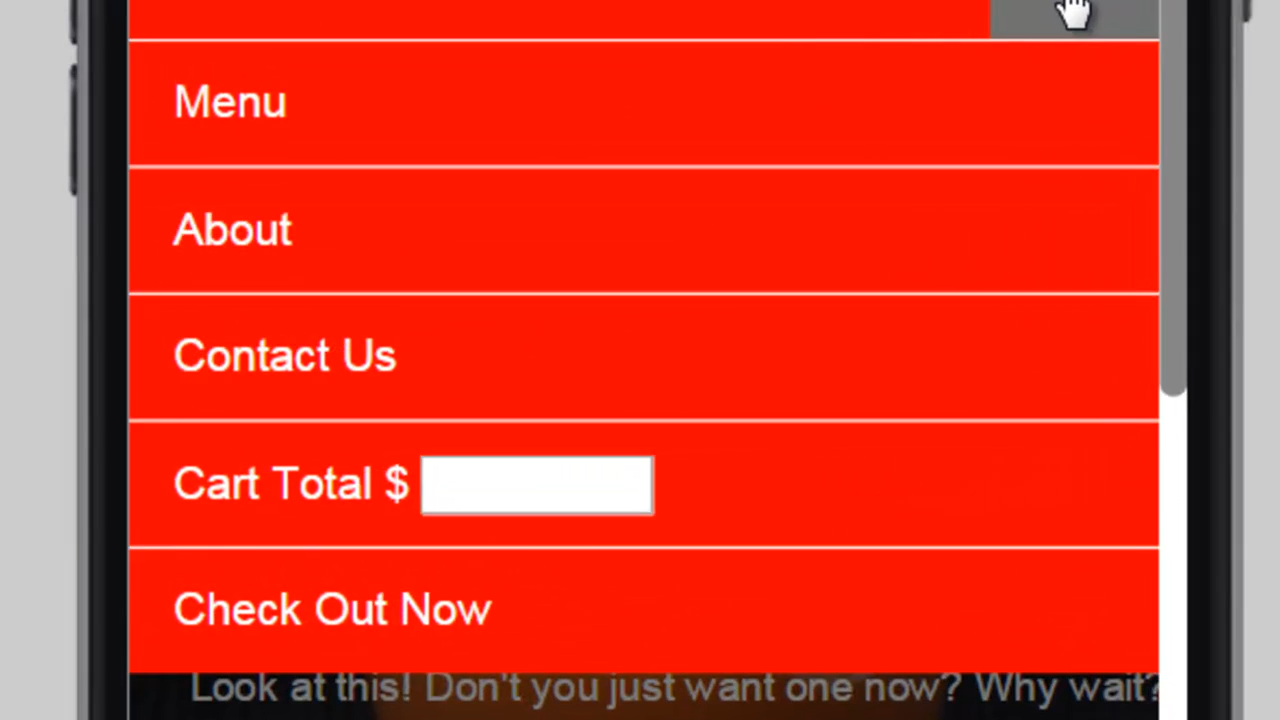 Menu
About
Contact Us
Cart Total $
Check Out Now
Look at this! Don't you just want one now? Why wait?